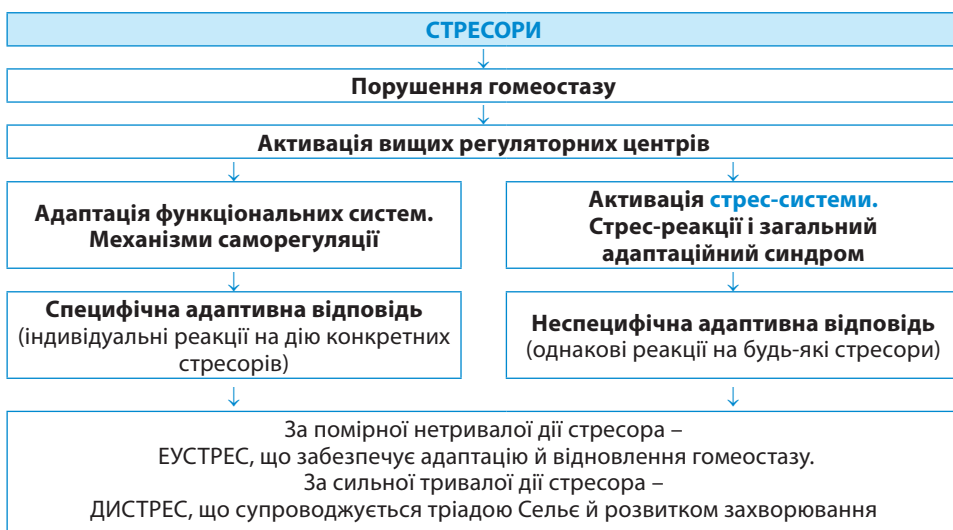 СТРЕСОРИ
↓
Порушення гомеостазу
↓
Активація вищих регуляторних центрів
↓
↓
Адаптація функціональних систем.
Механізми саморегуляції
Активація стрес-системи.
Стрес-реакції і загальний
адаптаційний синдром
↓
↓
Специфічна адаптивна відповідь
(індивідуальні реакції на дію конкретних
стресорів)
Неспецифічна адаптивна відповідь
(однакові реакції на будь-які стресори)
↓
↓
За помірної нетривалої дії стресора –
ЕУСТРЕС, що забезпечує адаптацію й відновлення гомеостазу.
За сильної тривалої дії стресора –
ДИСТРЕС, що супроводжується тріадою Сельє й розвитком захворювання